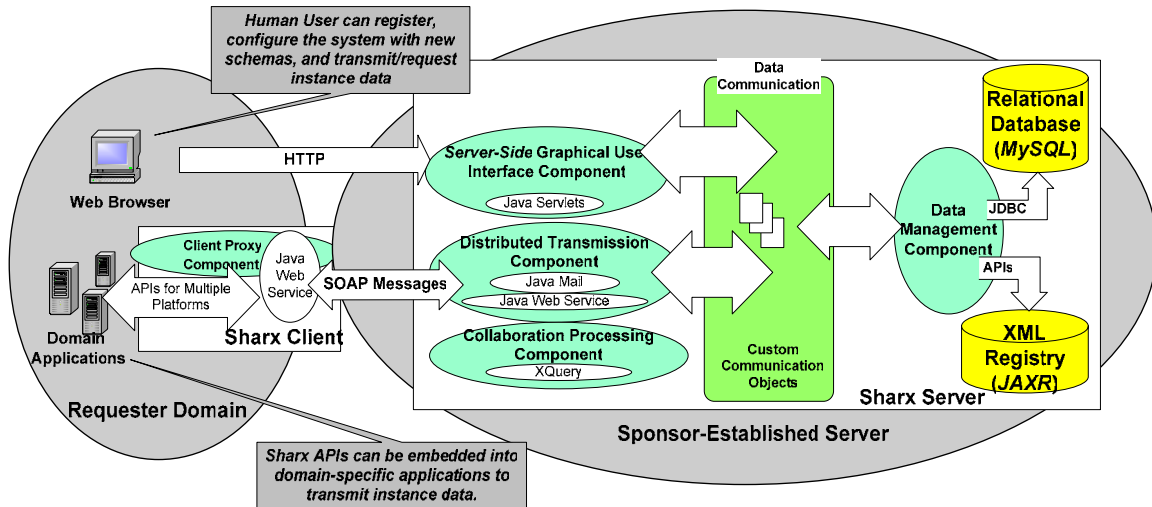 Human User can register,
configure the system with new
schemas, and transmit/request
instance data
Data
Communication
Relational
Database
(MySQL)
HTTP
Server-Side Graphical Use
Interface Component
Java Servlets
Web Browser
Client Proxy
Component
Java
Web
Service
APIs for Multiple
Platforms
SOAP Messages
Distributed Transmission
Component
Java Mail
Java Web Service
Data
Management
Component
JDBC
APIs
Domain
Applications
Sharx Client
Collaboration Processing
Component
XQuery
Custom
Communication
Objects
XML
Registry
(JAXR)
Sharx Server
Requester Domain
Sponsor-Established Server
Sharx APIs can be embedded into
domain-specific applications to
transmit instance data.